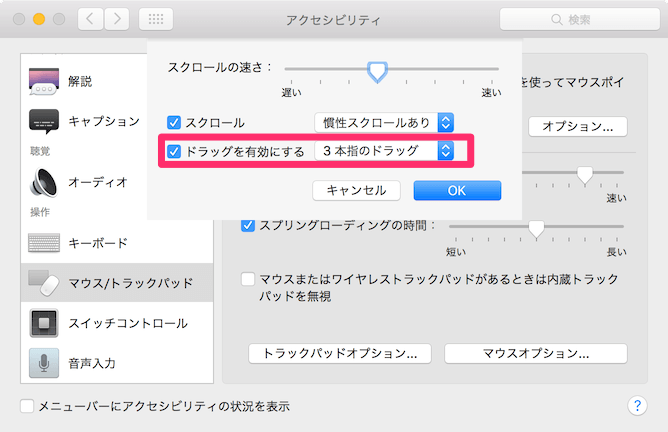 アクセシビリティ
検索
解説
キャプション
聴覚
オーディオ
操作
キーボード
マウス/トラックパッド
スイッチコントロール
音声入力
スクロールの速さ：
遅い
速い
スクロール
慣性スクロールあり
ドラッグを有効にする
3 本指のドラッグ
キャンセル
OK
を使ってマウスポイ
オプション...
速い
スプリングローディングの時間：
短い
長い
マウスまたはワイヤレストラックパッドがあるときは内蔵トラック
パッドを無視
トラックパッドオプション...
マウスオプション...
メニューバーにアクセシビリティの状況を表示
?